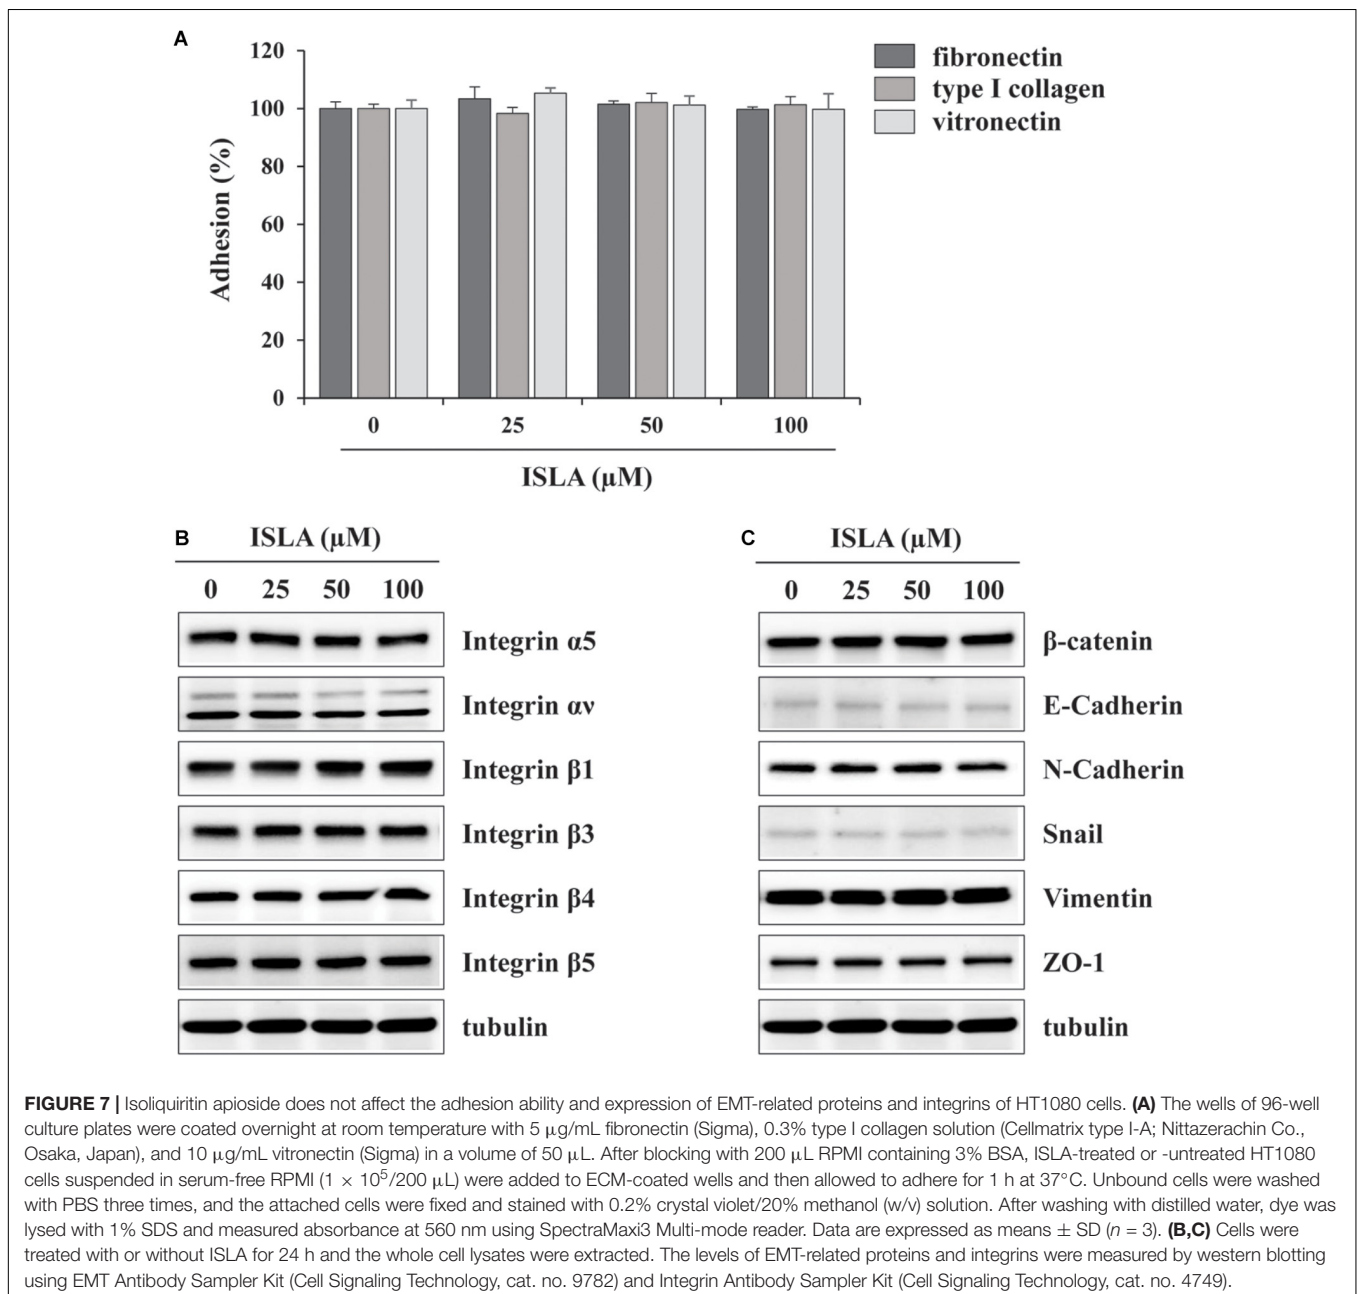 A
120
100
80
60
40
20
0
Adhesion (%)
fibronectin
type I collagen
vitronectin
0 25 50 100
ISLA (μM)
B
ISLA (μM)
0 25 50 100
Integrin α5
Integrin αv
Integrin β1
Integrin β3
Integrin β4
Integrin β5
tubulin
C
ISLA (μM)
0 25 50 100
β-catenin
E-Cadherin
N-Cadherin
Snail
Vimentin
ZO-1
tubulin
FIGURE 7 | Isoliquiritin apioside does not affect the adhesion ability and expression of EMT-related proteins and integrins of HT1080 cells. (A) The wells of 96-well
culture plates were coated overnight at room temperature with 5 μg/mL fibronectin (Sigma), 0.3% type I collagen solution (Cellmatrix type I-A; Nittazerachin Co.,
Osaka, Japan), and 10 μg/mL vitronectin (Sigma) in a volume of 50 μL. After blocking with 200 μL RPMI containing 3% BSA, ISLA-treated or -untreated HT1080
cells suspended in serum-free RPMI (1 × 10⁵/200 μL) were added to ECM-coated wells and then allowed to adhere for 1 h at 37°C. Unbound cells were washed
with PBS three times, and the attached cells were fixed and stained with 0.2% crystal violet/20% methanol (w/v) solution. After washing with distilled water, dye was
lysed with 1% SDS and measured absorbance at 560 nm using SpectraMaxi3 Multi-mode reader. Data are expressed as means ± SD (n = 3). (B,C) Cells were
treated with or without ISLA for 24 h and the whole cell lysates were extracted. The levels of EMT-related proteins and integrins were measured by western blotting
using EMT Antibody Sampler Kit (Cell Signaling Technology, cat. no. 9782) and Integrin Antibody Sampler Kit (Cell Signaling Technology, cat. no. 4749).